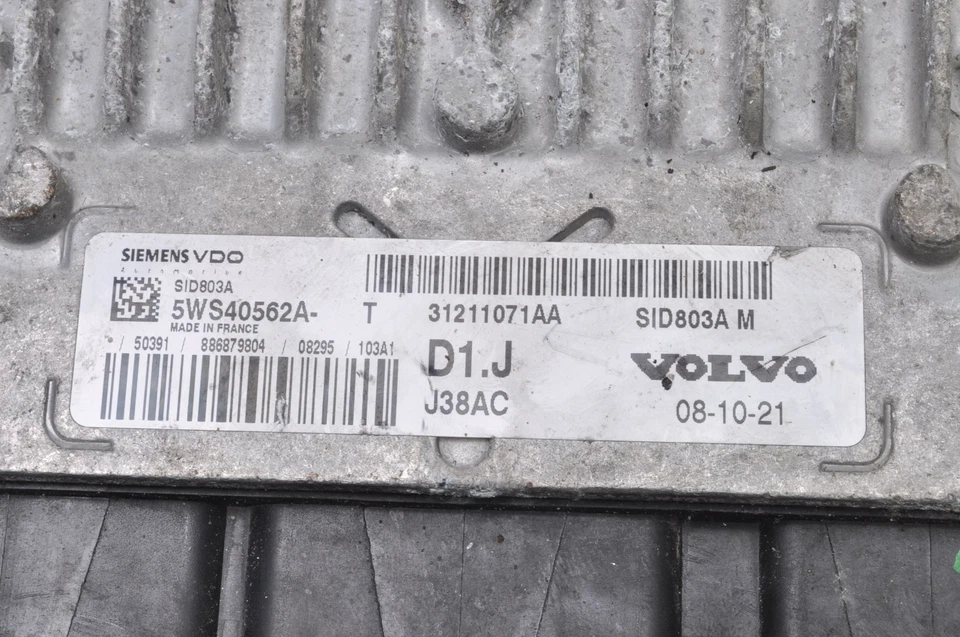 SIEMENS VDO
Automotive
SID803A
5WS40562A- T 31211071AA SID803A M
MADE IN FRANCE
/ 50391 / 886879804 / 08295 / 103A1
D1.J VOLVO
J38AC 08-10-21